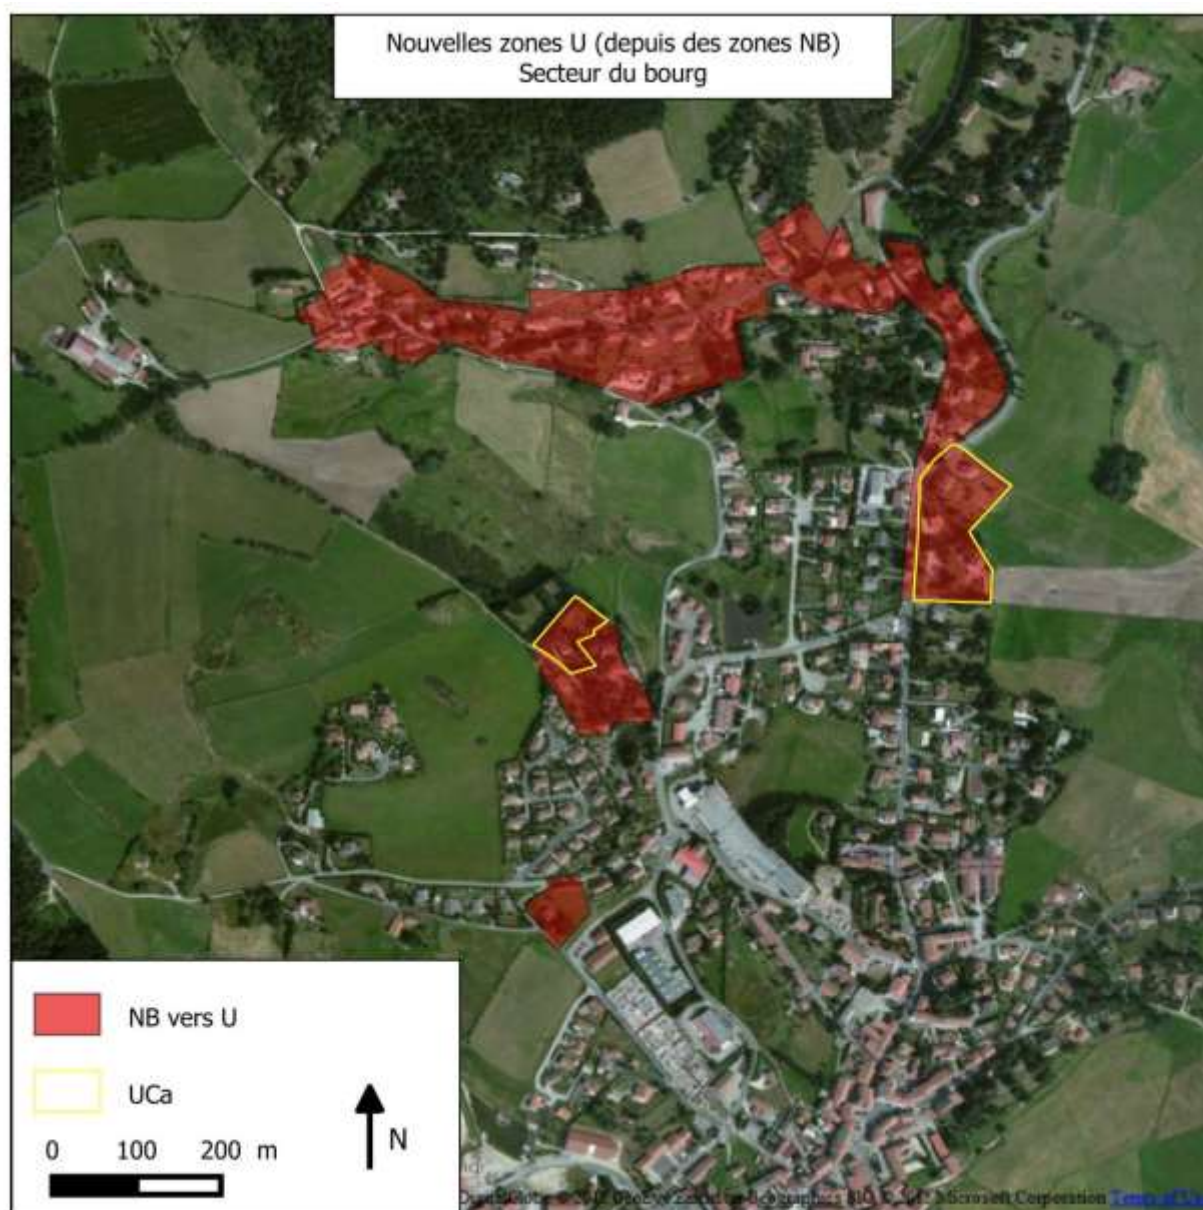 Nouvelles zones U (depuis des zones NB)
Secteur du bourg
NB vers U
UCa
0 100 200 m
N
Microsoft Corporation